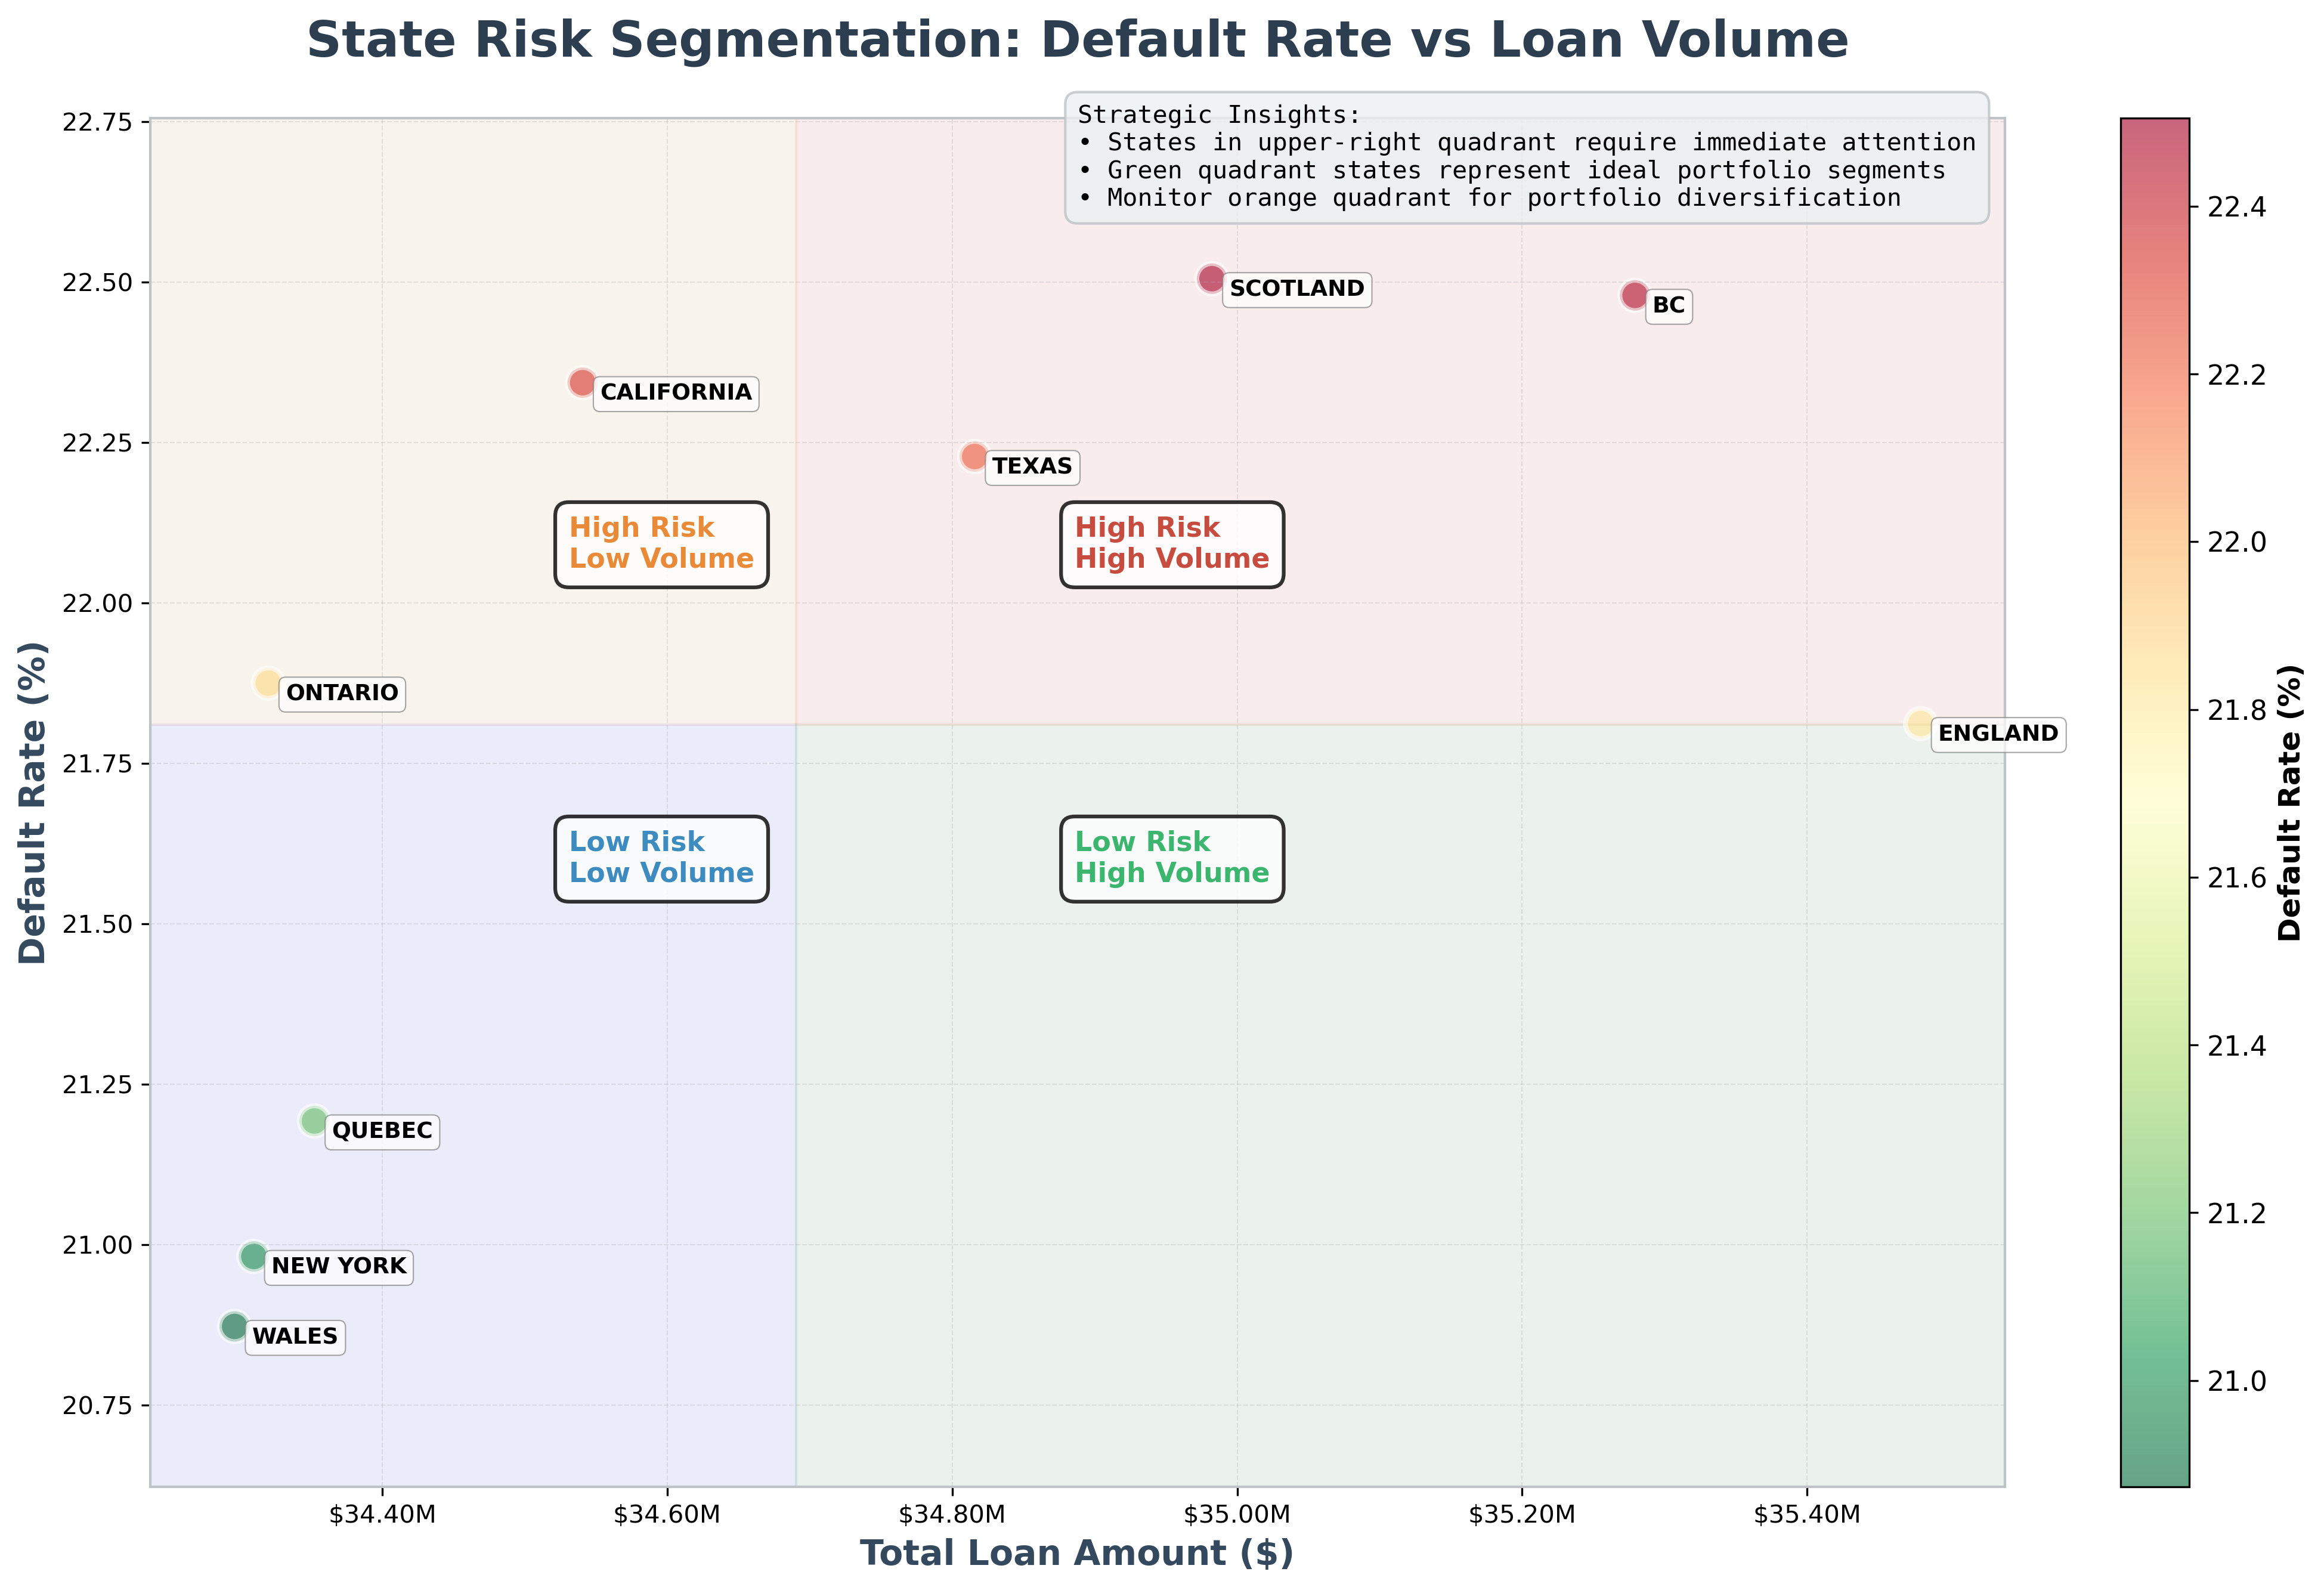 State Risk Segmentation: Default Rate vs Loan Volume
Strategic Insights:
• States in upper-right quadrant require immediate attention
• Green quadrant states represent ideal portfolio segments
• Monitor orange quadrant for portfolio diversification
Default Rate (%)
22.75
22.50
22.25
22.00
21.75
21.50
21.25
21.00
20.75
SCOTLAND
BC
CALIFORNIA
TEXAS
High Risk
Low Volume
High Risk
High Volume
ONTARIO
ENGLAND
Low Risk
Low Volume
Low Risk
High Volume
QUEBEC
NEW YORK
WALES
$34.40M
$34.60M
$34.80M
$35.00M
$35.20M
$35.40M
Total Loan Amount ($)
22.4
22.2
22.0
21.8
21.6
21.4
21.2
21.0
Default Rate (%)